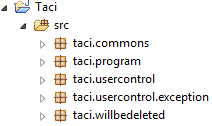 Taci
src
taci.commons
taci.program
taci.usercontrol
taci.usercontrol.exception
taci.willbedeleted